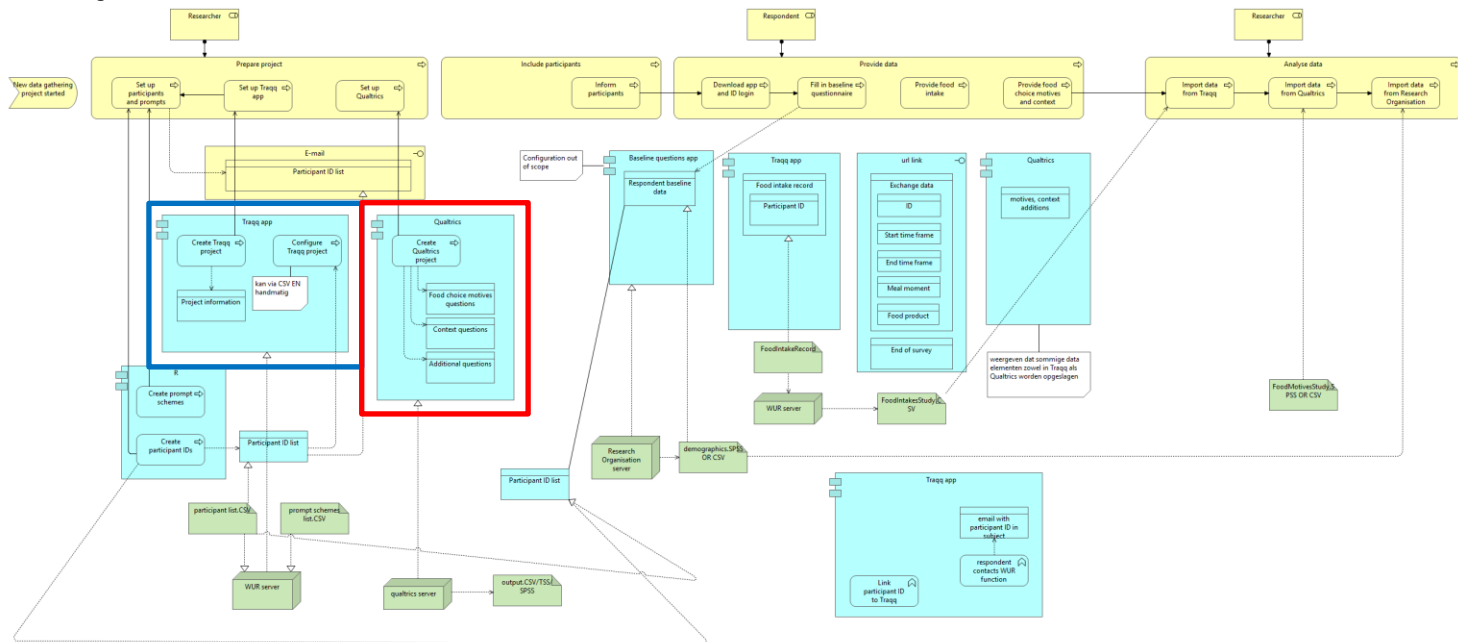 Researcher
Respondent
Researcher
New data gathering
project started
Prepare project
Set up
participants
and prompts
Set up Traqq
app
Set up
Qualtrics
Include participants
Inform
participants
Provide data
Download app
and ID login
Fill in baseline
questionnaire
Provide food
intake
Provide food
choice motives
and context
Analyse data
Import data
from Traqq
Import data
from Qualtrics
Import data
from Research
Organisation
E-mail
Participant ID list
Configuration out
of scope
Baseline questions app
Respondent baseline
data
Traqq app
Food intake record
Participant ID
url link
Exchange data
ID
Start time frame
End time frame
Meal moment
Food product
End of survey
Qualtrics
motives, context
additions
Traqq app
Create Traqq
project
Configure
Traqq project
kan via CSV EN
handmatig
Project information
Qualtrics
Create
Qualtrics
project
Food choice motives
questions
Context questions
Additional questions
FoodIntakeRecord
weergeven dat sommige data
elementen zowel in Traqq als
Qualtrics worden opgeslagen
R
Create prompt
schemes
Create
participant IDs
Participant ID list
WUR server
FoodIntakesStudy.C
SV
FoodMotivesStudy.S
PSS OR CSV
Research
Organisation
server
demographics.SPSS
OR CSV
Participant ID list
participant list.CSV
prompt schemes
list.CSV
WUR server
qualtrics server
output.CSV/TSS/
SPSS
Traqq app
email with
participant ID in
subject
respondent
contacts WUR
function
Link
participant ID
to Traqq